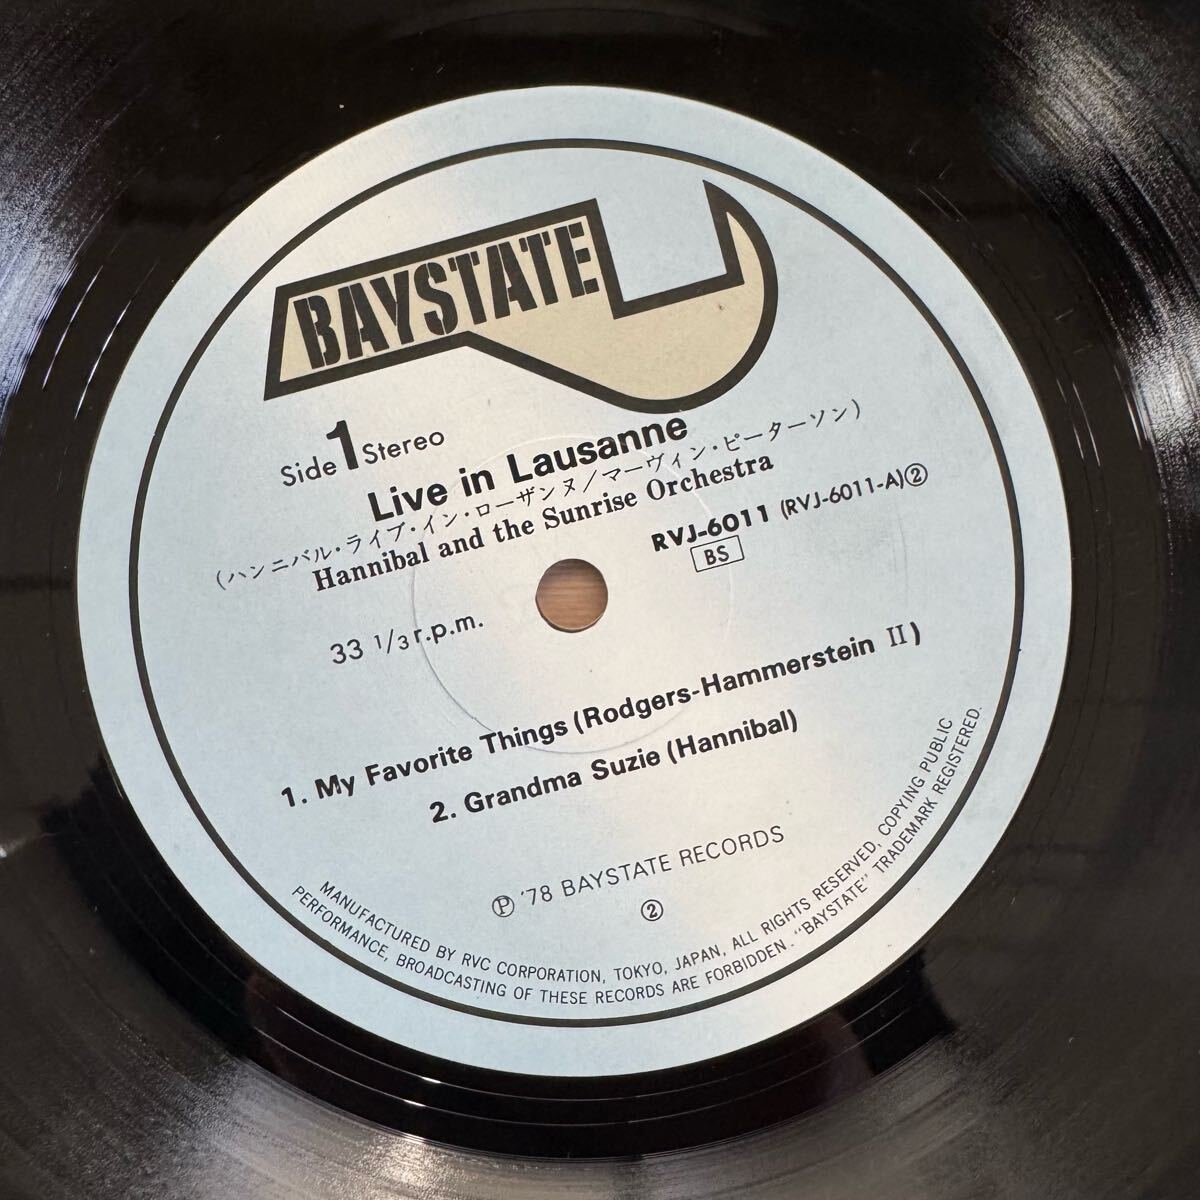 BAYSTATE
Side 1 Stereo
Live in Lausanne
(ハンニバル・ライブ・イン・ローザンヌ/マーヴィン・ピーターソン)
Hannibal and the Sunrise Orchestra
RVJ-6011 (RVJ-6011-A)②
BS
33 1/3 r.p.m.
1. My Favorite Things (Rodgers-Hammerstein II)
2. Grandma Suzie (Hannibal)
Ⓟ '78 BAYSTATE RECORDS
②
MANUFACTURED BY RVC CORPORATION, TOKYO, JAPAN, ALL RIGHTS RESERVED, COPYING PUBLIC
PERFORMANCE, BROADCASTING OF THESE RECORDS ARE FORBIDDEN. "BAYSTATE" TRADEMARK REGISTERED.